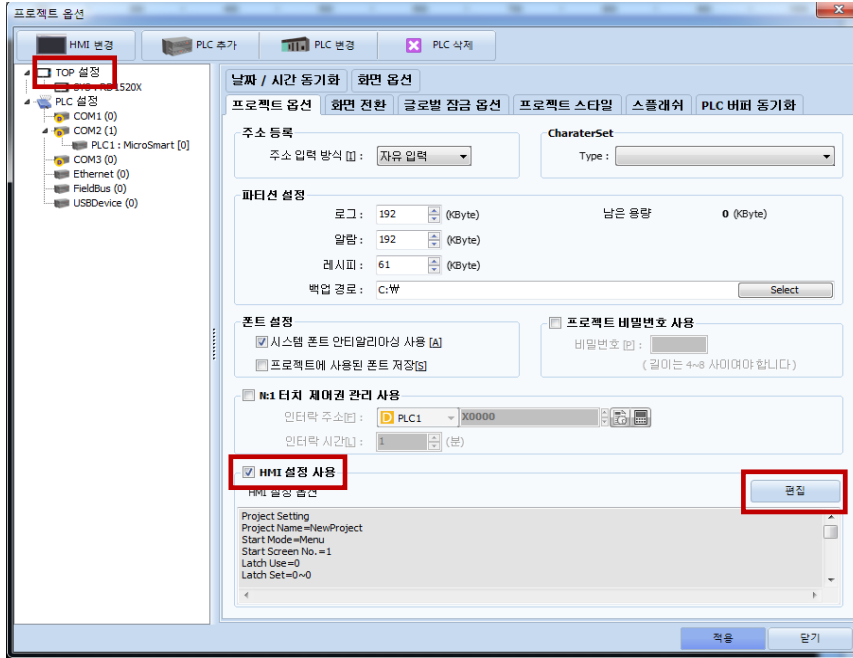 프로젝트 옵션
HMI 변경
PLC 추가
PLC 변경
PLC 삭제
TOP 설정
PLC 설정
COM1 (0)
COM2 (1)
PLC1 : MicroSmart [0]
COM3 (0)
Ethernet (0)
FieldBus (0)
USBDevice (0)
날짜 / 시간 동기화
화면 옵션
프로젝트 옵션
화면 전환
글로벌 잠금 옵션
프로젝트 스타일
스플래쉬
PLC 버퍼 동기화
주소 등록
주소 입력 방식 [I] : 자유 입력
CharaterSet
Type :
파티션 설정
로그 : 192 (KByte)
남은 용량 0 (KByte)
알람 : 192 (KByte)
레시피 : 61 (KByte)
백업 경로 : C:₩ Select
폰트 설정
시스템 폰트 안티알리아싱 사용 [A]
프로젝트에 사용된 폰트 저장[S]
프로젝트 비밀번호 사용
비밀번호 [P] :
( 길이는 4~8 사이여야 합니다 )
N:1 터치 제어권 관리 사용
인터락 주소[F] : D PLC1 X0000
인터락 시간[L] : 1 (분)
HMI 설정 사용
HMI 설정 옵션
편집
Project Setting
Project Name=NewProject
Start Mode=Menu
Start Screen No.=1
Latch Use=0
Latch Set=0~0
적용
닫기